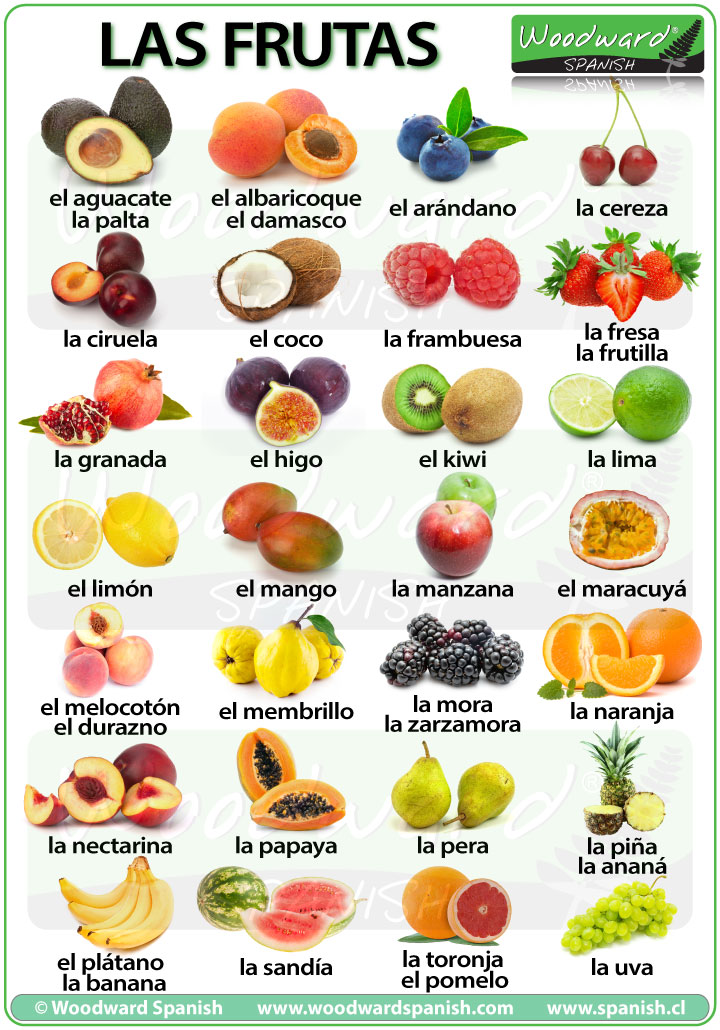 LAS FRUTAS
Woodward®
SPANISH
el aguacate
la palta
el albaricoque
el damasco
el arándano
la cereza
la ciruela
el coco
la frambuesa
la fresa
la frutilla
la granada
el higo
el kiwi
la lima
el limón
el mango
la manzana
el maracuyá
el melocotón
el durazno
el membrillo
la mora
la zarzamora
la naranja
la nectarina
la papaya
la pera
la piña
la ananá
el plátano
la banana
la sandía
la toronja
el pomelo
la uva
© Woodward Spanish www.woodwardspanish.com www.spanish.cl